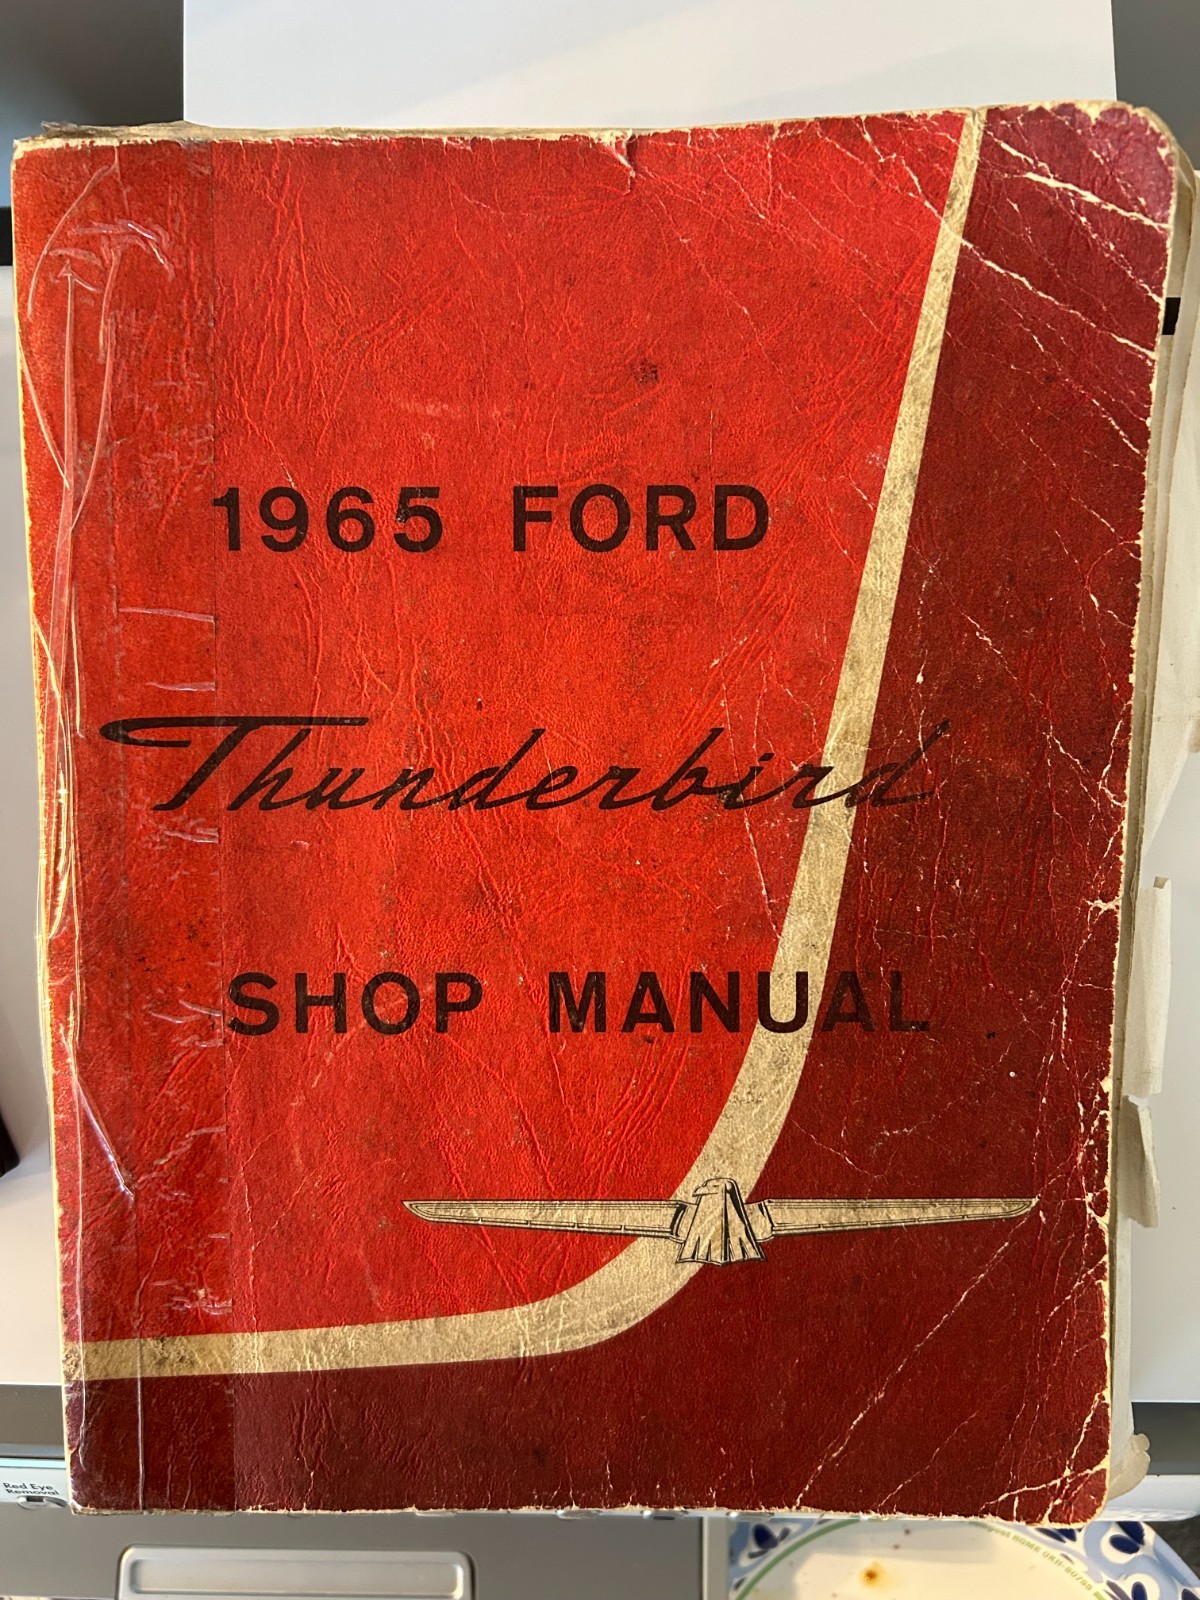 1965 FORD
Thunderbird
SHOP MANUAL
Red Eye
Removal